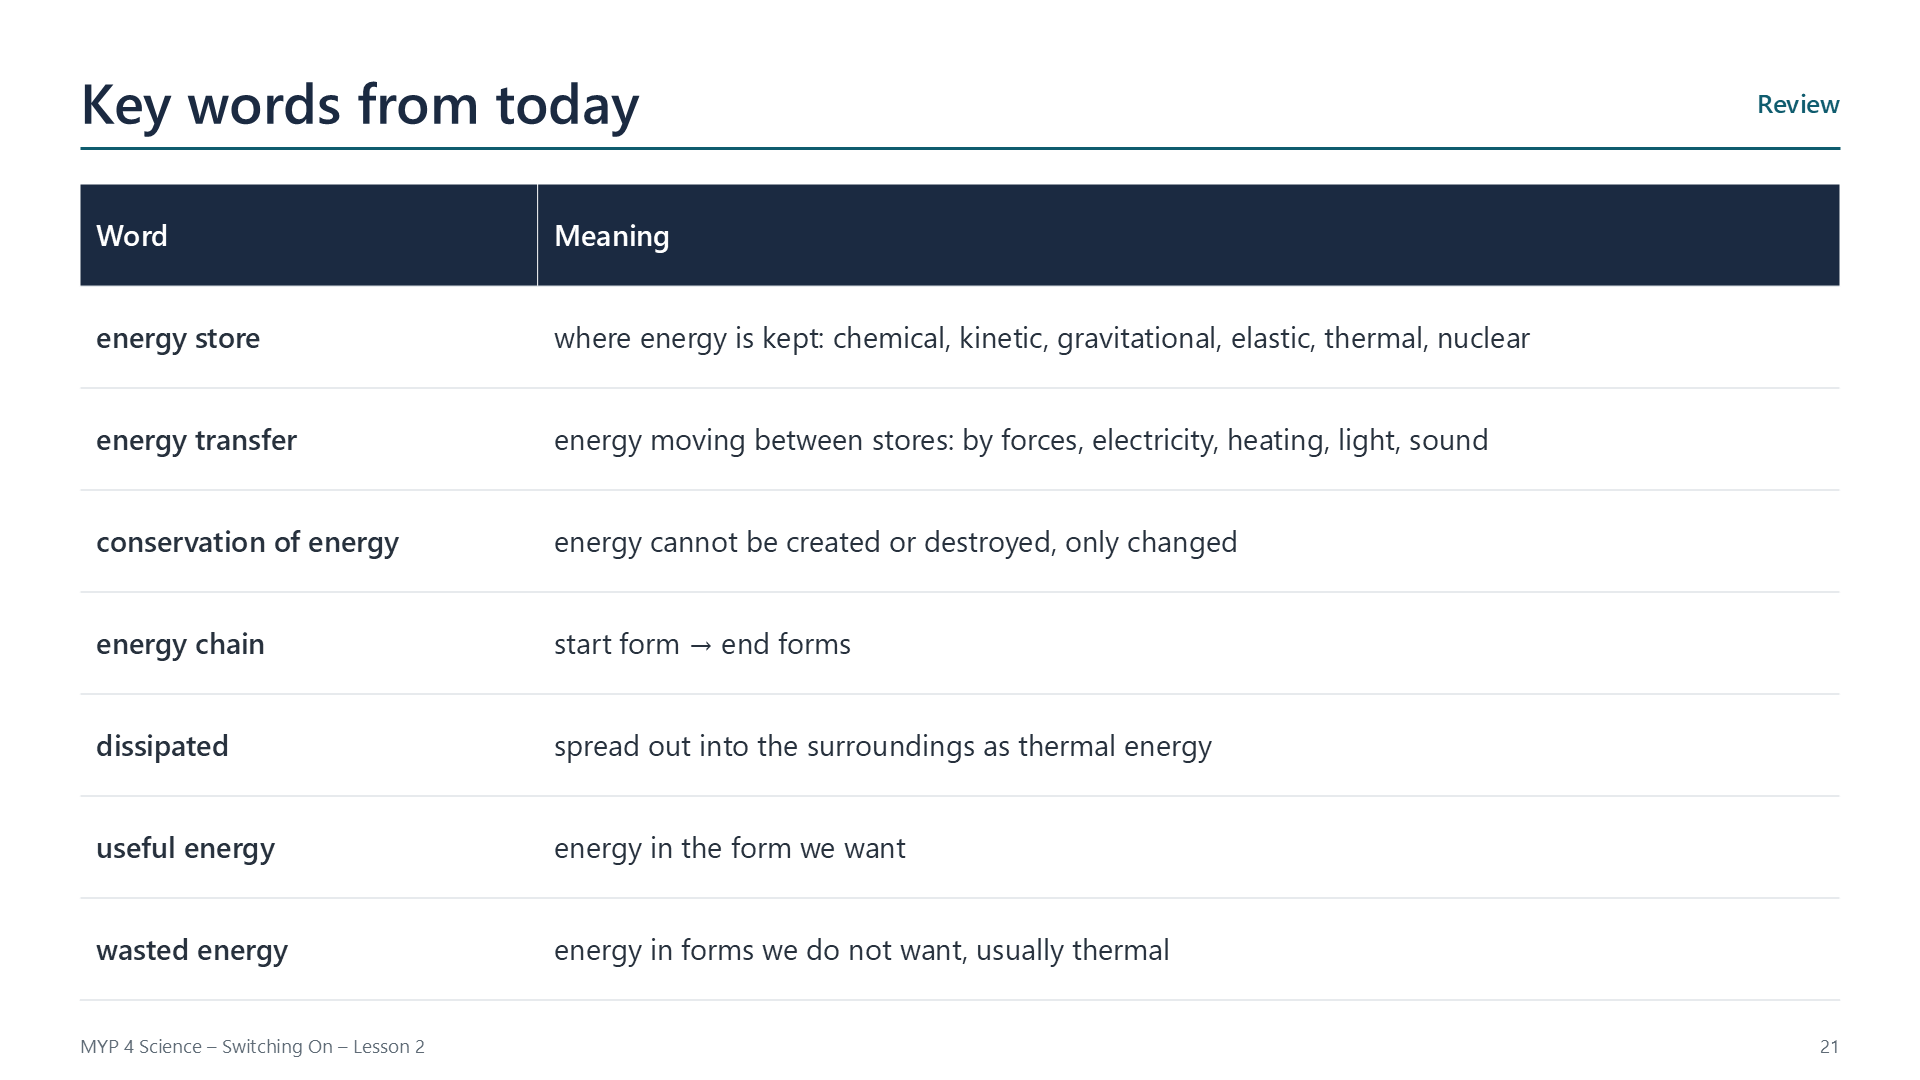 Key words from today
Review
Word
Meaning
energy store
where energy is kept: chemical, kinetic, gravitational, elastic, thermal, nuclear
energy transfer
energy moving between stores: by forces, electricity, heating, light, sound
conservation of energy
energy cannot be created or destroyed, only changed
energy chain
start form → end forms
dissipated
spread out into the surroundings as thermal energy
useful energy
energy in the form we want
wasted energy
energy in forms we do not want, usually thermal
MYP 4 Science – Switching On – Lesson 2
21